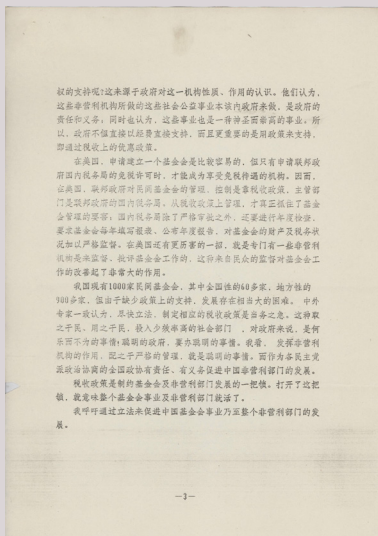 权的支持呢?这来源于政府对这一机构性质、作用的认识。他们认为,
这些非营利机构所做的这些社会公益事业本该由政府来做、是政府的
责任和义务;同时也认为,这些事业也是一种神圣而崇高的事业。所
以、政府不恒直接以经费直接支持,而且更重要的是用政策来支持、
即通过税收上的优惠政策。
在美国,申请建立一个基金会是比较容易的,但只有申请联邦政
府国内税务局的免税许可时,才能成为享受免税待遇的机构。因而,
在美国,联邦政府对民间基金会的管理、控制是靠税收政策,主管部
门是联邦政府的国内税务局。从税收政策上管理,才真正抓住了基金
会管理的要害;国内税务局除了严格审批之外,还要进行年度检查,
要求基金会每年填写报表,公布年度报告,对基金会的财产及税务状
况加以严格监督。在美国还有更厉害的一招,就是专门有一些非营利
机构是来监督、批评基金会工作的,这种来自民众的监督对基金会工
作的改善起了非常大的作用。
我国现有1000家民间基金会,其中全国性的60多家,地方性的
900多家,但由于缺少政策上的支持,发展存在相当大的困难。中外
专家一致认为,尽快立法,制定相应的税收政策是当务之急。这种取
之于民、用之于民、投入少效率高的社会部门 、对政府来说,是何
乐而不为的事情;聪明的政府,要办聪明的事情。我看、发挥非营利
机构的作用,配之于严格的管理,就是聪明的事情。而作为各民主党
派政治协商的全国政协有责任、有义务促进中国非营利部门的发展。
税收政策是制约基金会及非营利部门发展的一把锁。打开了这把
锁,就意味整个基金会事业及非营利部门就活了。
我呼吁通过立法来促进中国基金会事业乃至整个非营利部门的发
展。
—3—